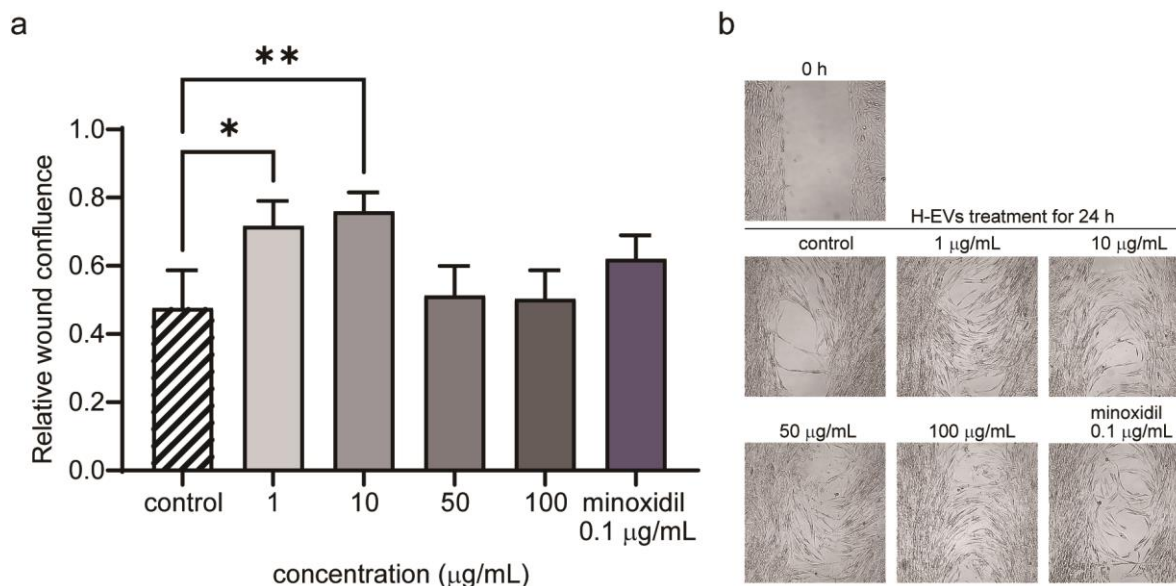 a
**
*
Relative wound confluence
1.0
0.8
0.6
0.4
0.2
0.0
control 1 10 50 100 minoxidil
0.1 μg/mL
concentration (μg/mL)
b
0 h
H-EVs treatment for 24 h
control 1 μg/mL 10 μg/mL
50 μg/mL 100 μg/mL minoxidil
0.1 μg/mL